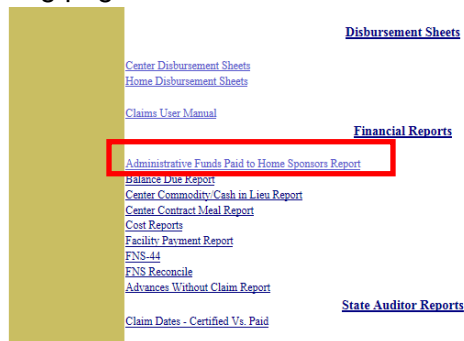 Disbursement Sheets
Center Disbursement Sheets
Home Disbursement Sheets
Claims User Manual
Financial Reports
Administrative Funds Paid to Home Sponsors Report
Balance Due Report
Center Commodity/Cash in Lieu Report
Center Contract Meal Report
Cost Reports
Facility Payment Report
FNS-44
FNS Reconcile
Advances Without Claim Report
State Auditor Reports
Claim Dates - Certified Vs. Paid